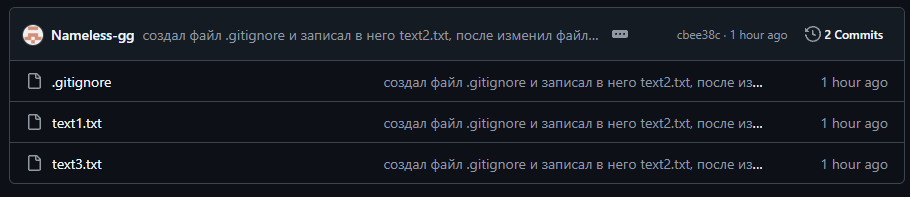 Nameless-gg создал файл .gitignore и записал в него text2.txt, после изменил файл... cbee38c · 1 hour ago 2 Commits
.gitignore создал файл .gitignore и записал в него text2.txt, после из... 1 hour ago
text1.txt создал файл .gitignore и записал в него text2.txt, после из... 1 hour ago
text3.txt создал файл .gitignore и записал в него text2.txt, после из... 1 hour ago